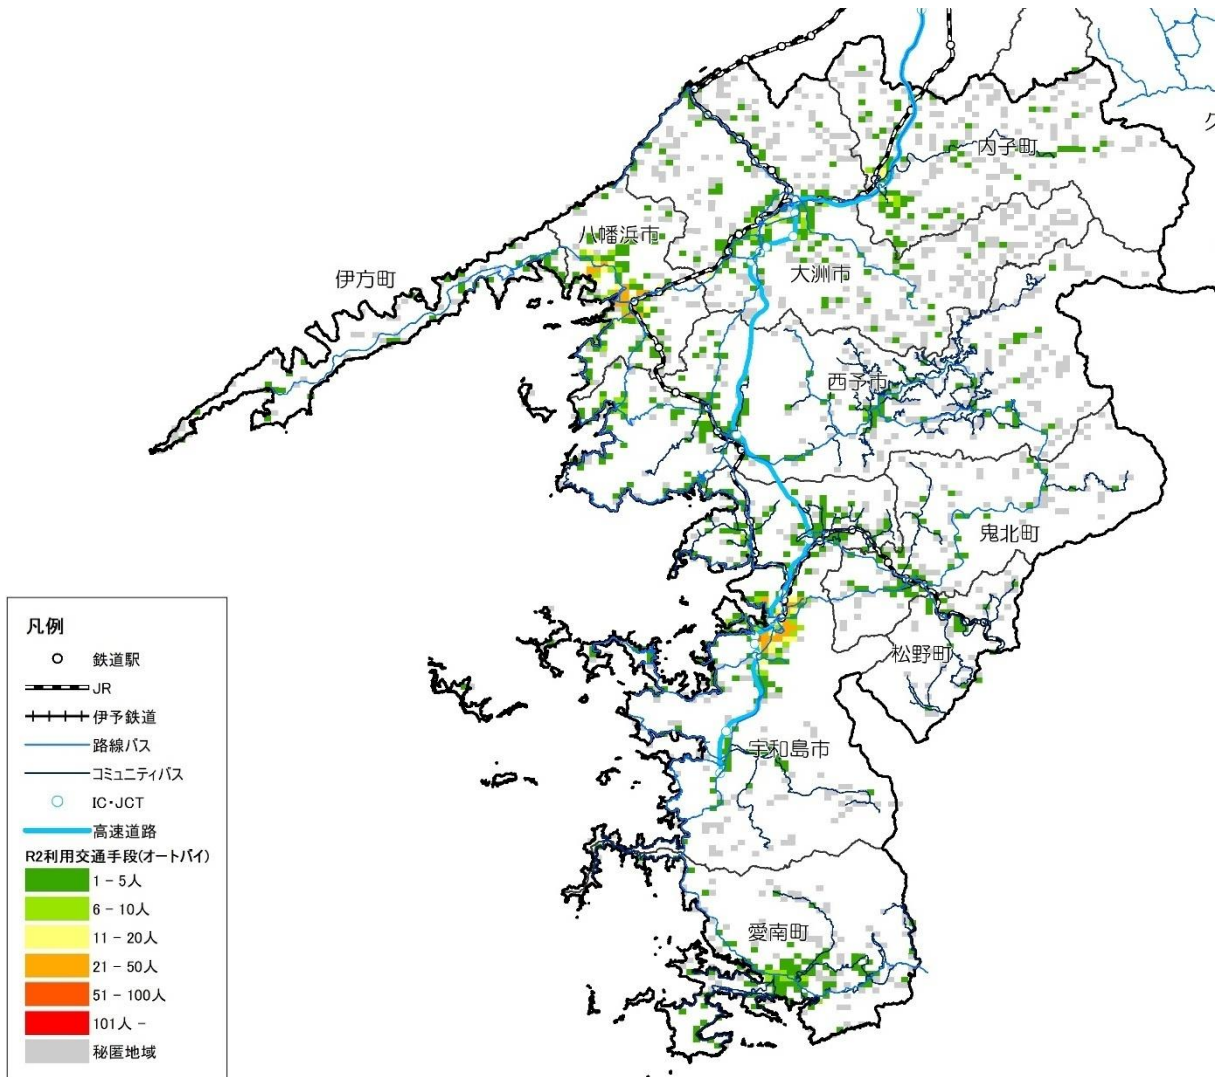 内子町
八幡浜市
伊方町
大洲市
西予市
鬼北町
松野町
宇和島市
愛南町
凡例
鉄道駅
JR
伊予鉄道
路線バス
コミュニティバス
IC・JCT
高速道路
R2利用交通手段(オートバイ)
1 - 5人
6 - 10人
11 - 20人
21 - 50人
51 - 100人
101人 -
秘匿地域